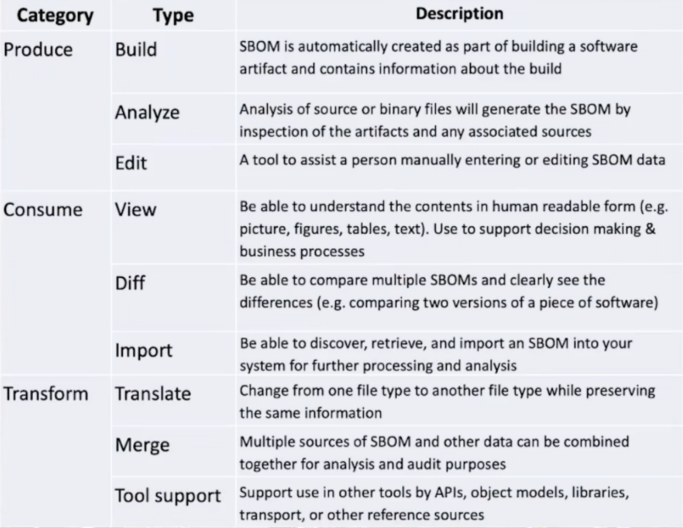 Category Type Description
Produce Build SBOM is automatically created as part of building a software
artifact and contains information about the build
Analyze Analysis of source or binary files will generate the SBOM by
inspection of the artifacts and any associated sources
Edit A tool to assist a person manually entering or editing SBOM data
Consume View Be able to understand the contents in human readable form (e.g.
picture, figures, tables, text). Use to support decision making &
business processes
Diff Be able to compare multiple SBOMs and clearly see the
differences (e.g. comparing two versions of a piece of software)
Import Be able to discover, retrieve, and import an SBOM into your
system for further processing and analysis
Transform Translate Change from one file type to another file type while preserving
the same information
Merge Multiple sources of SBOM and other data can be combined
together for analysis and audit purposes
Tool support Support use in other tools by APIs, object models, libraries,
transport, or other reference sources